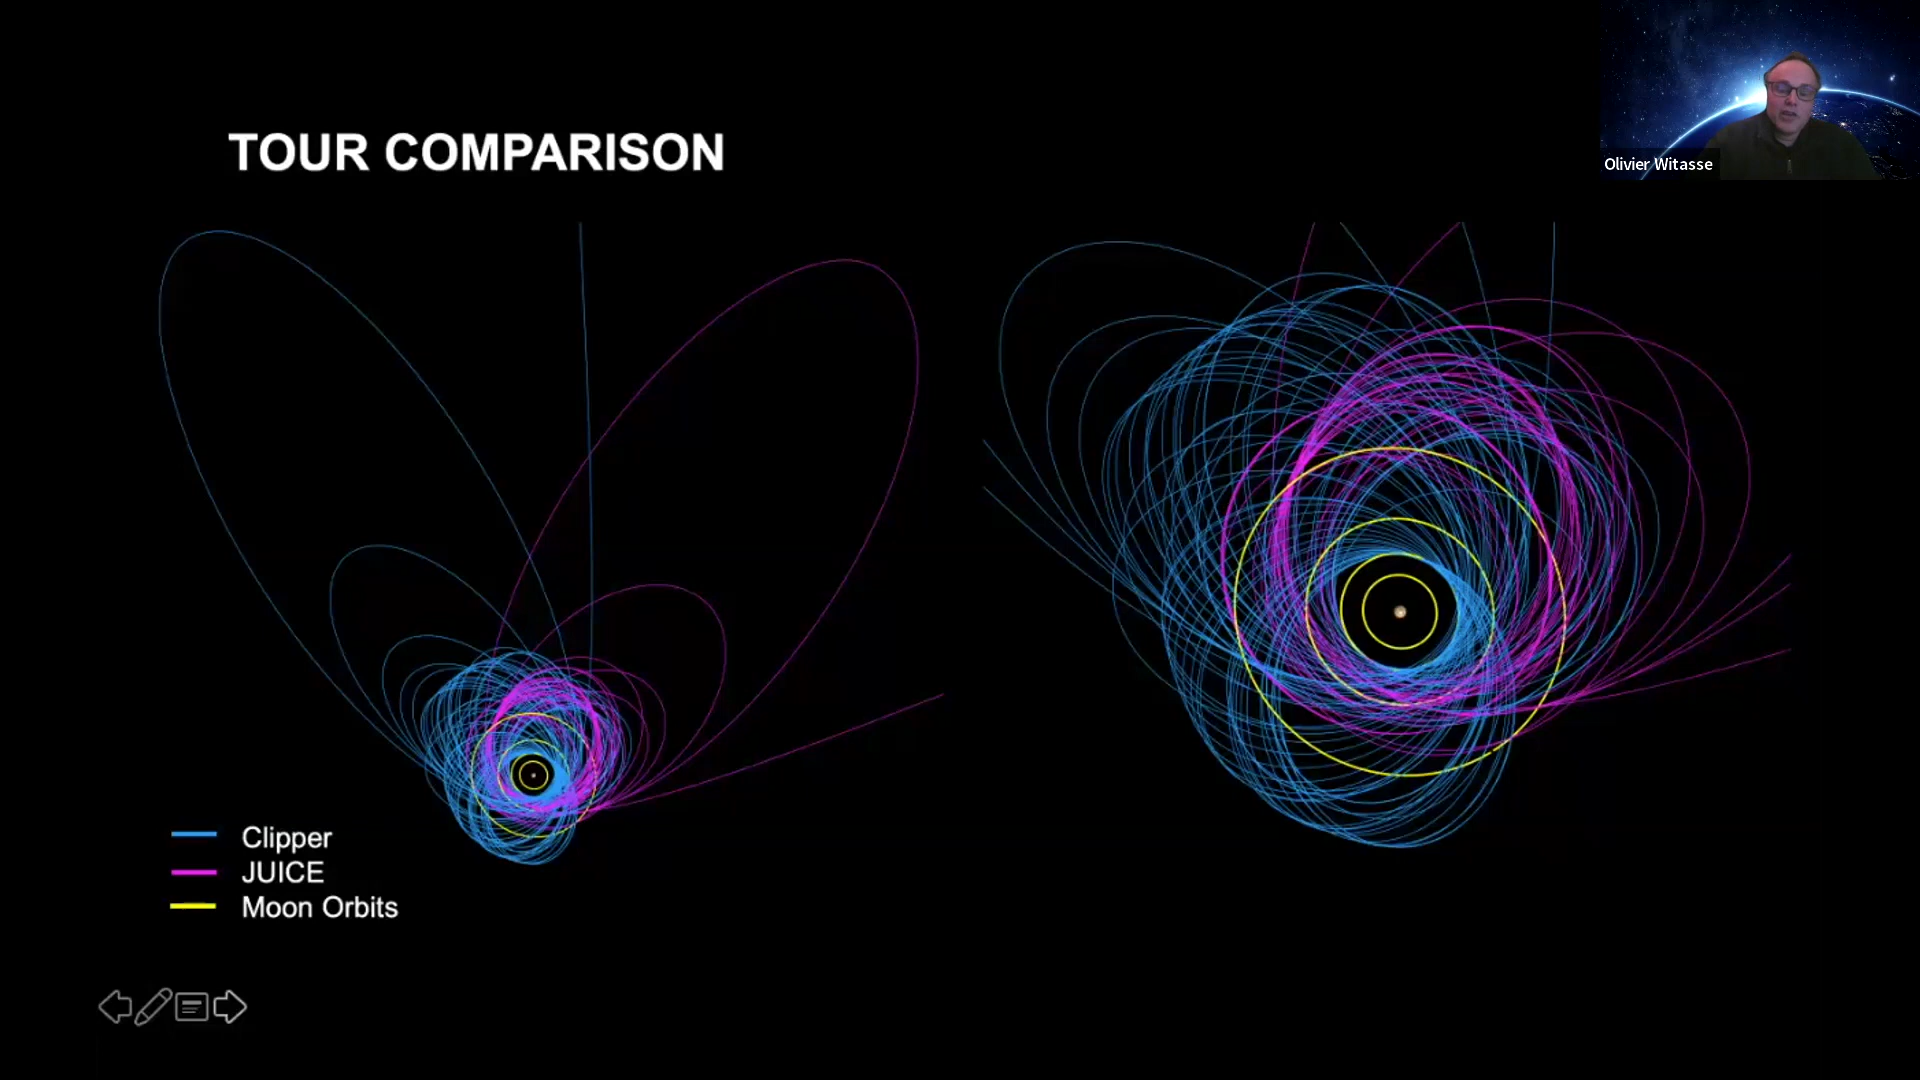 TOUR COMPARISON
Olivier Witasse
Clipper
JUICE
Moon Orbits